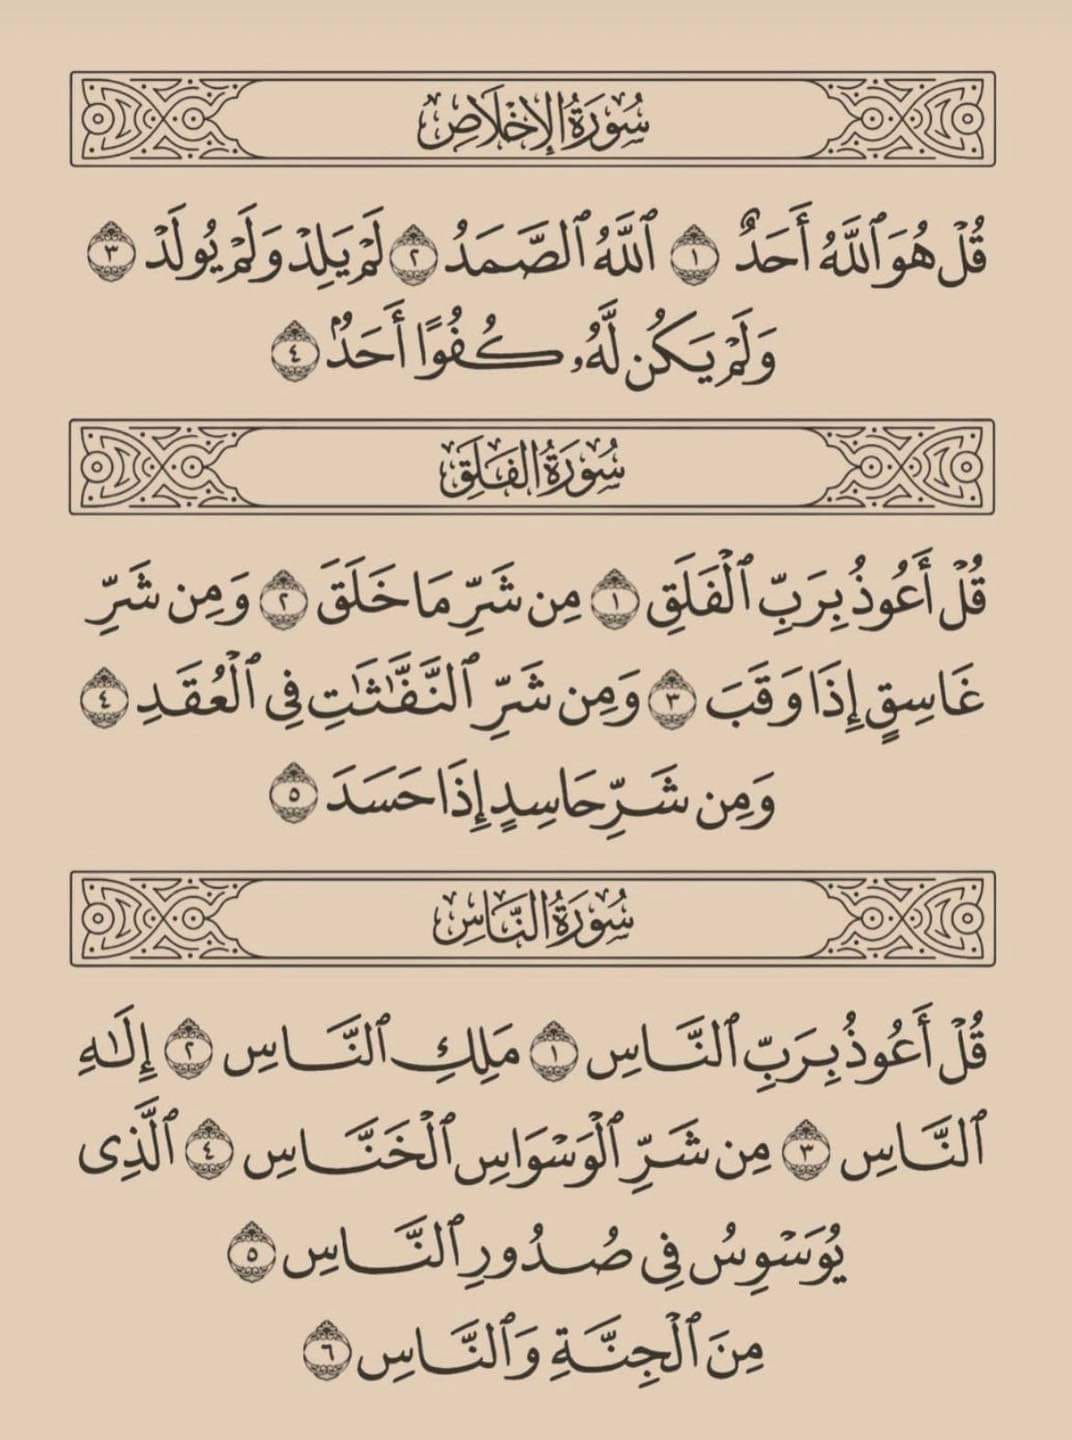 سُورَةُ الإِخْلَاصِ
قُلْ هُوَ ٱللَّهُ أَحَدٌ ١ ٱللَّهُ ٱلصَّمَدُ ٢ لَمْ يَلِدْ وَلَمْ يُولَدْ ٣
وَلَمْ يَكُن لَّهُۥ كُفُوًا أَحَدٌۢ ٤
سُورَةُ الفَلَقِ
قُلْ أَعُوذُ بِرَبِّ ٱلْفَلَقِ ١ مِن شَرِّ مَا خَلَقَ ٢ وَمِن شَرِّ
غَاسِقٍ إِذَا وَقَبَ ٣ وَمِن شَرِّ ٱلنَّفَّٰثَٰتِ فِى ٱلْعُقَدِ ٤
وَمِن شَرِّ حَاسِدٍ إِذَا حَسَدَ ٥
سُورَةُ النَّاسِ
قُلْ أَعُوذُ بِرَبِّ ٱلنَّاسِ ١ مَلِكِ ٱلنَّاسِ ٢ إِلَٰهِ
ٱلنَّاسِ ٣ مِن شَرِّ ٱلْوَسْوَاسِ ٱلْخَنَّاسِ ٤ ٱلَّذِى
يُوَسْوِسُ فِى صُدُورِ ٱلنَّاسِ ٥
مِنَ ٱلْجِنَّةِ وَٱلنَّاسِ ٦